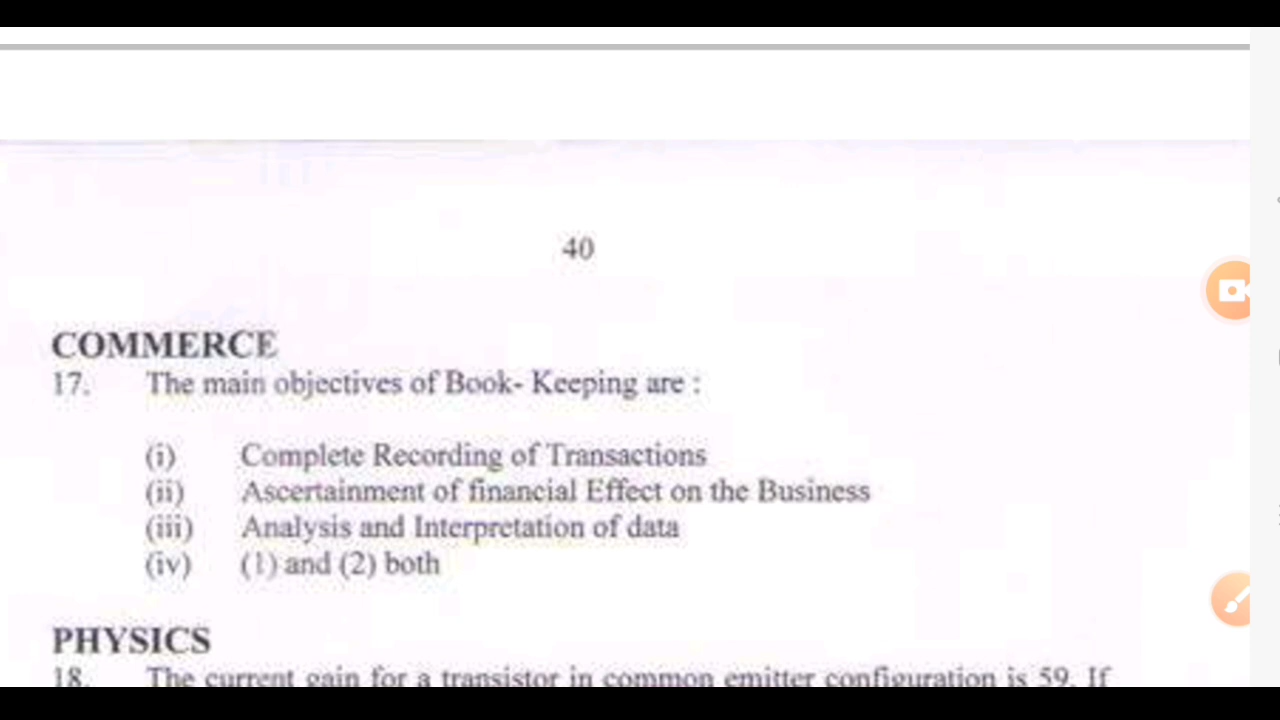 40
COMMERCE
17. The main objectives of Book- Keeping are :
(i) Complete Recording of Transactions
(ii) Ascertainment of financial Effect on the Business
(iii) Analysis and Interpretation of data
(iv) (1) and (2) both
PHYSICS
18. The current gain for a transistor in common emitter configuration is 59. If